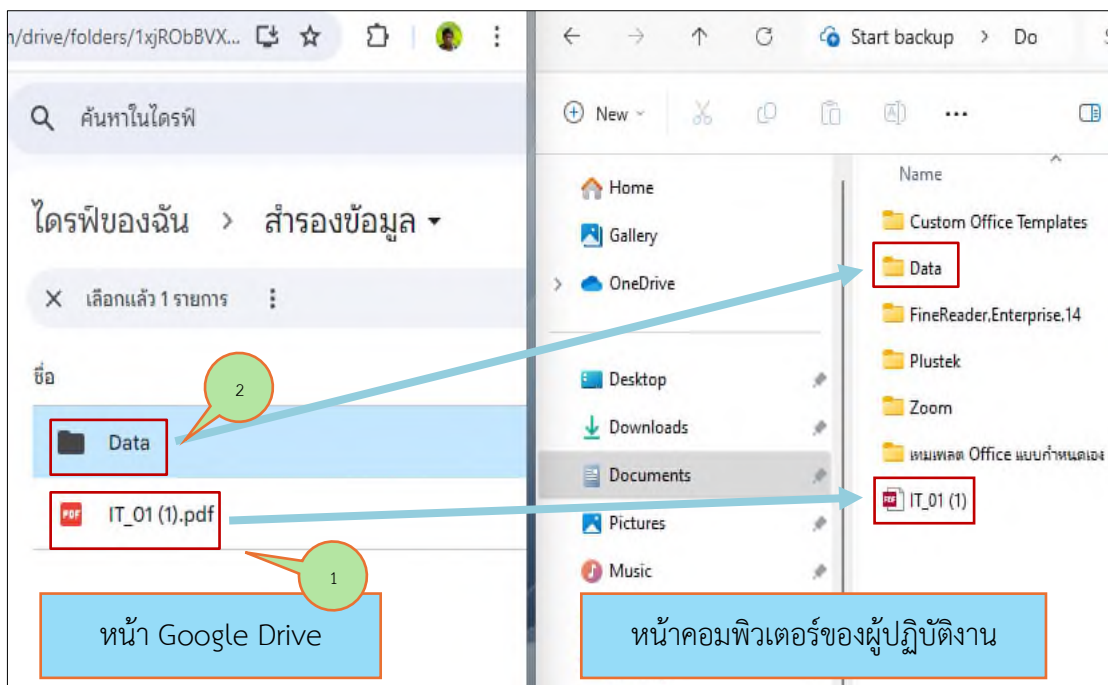 /drive/folders/1xjRObBVX...
ค้นหาในไดรฟ์
ไดรฟ์ของฉัน > สำรองข้อมูล
เลือกแล้ว 1 รายการ
ชื่อ
2
Data
PDF IT_01 (1).pdf
1
หน้า Google Drive
Start backup > Do
New
Home
Gallery
OneDrive
Desktop
Downloads
Documents
Pictures
Music
Name
Custom Office Templates
Data
FineReader,Enterprise,14
Plustek
Zoom
เทมเพลต Office แบบกำหนดเอง
PDF IT_01 (1)
หน้าคอมพิวเตอร์ของผู้ปฏิบัติงาน